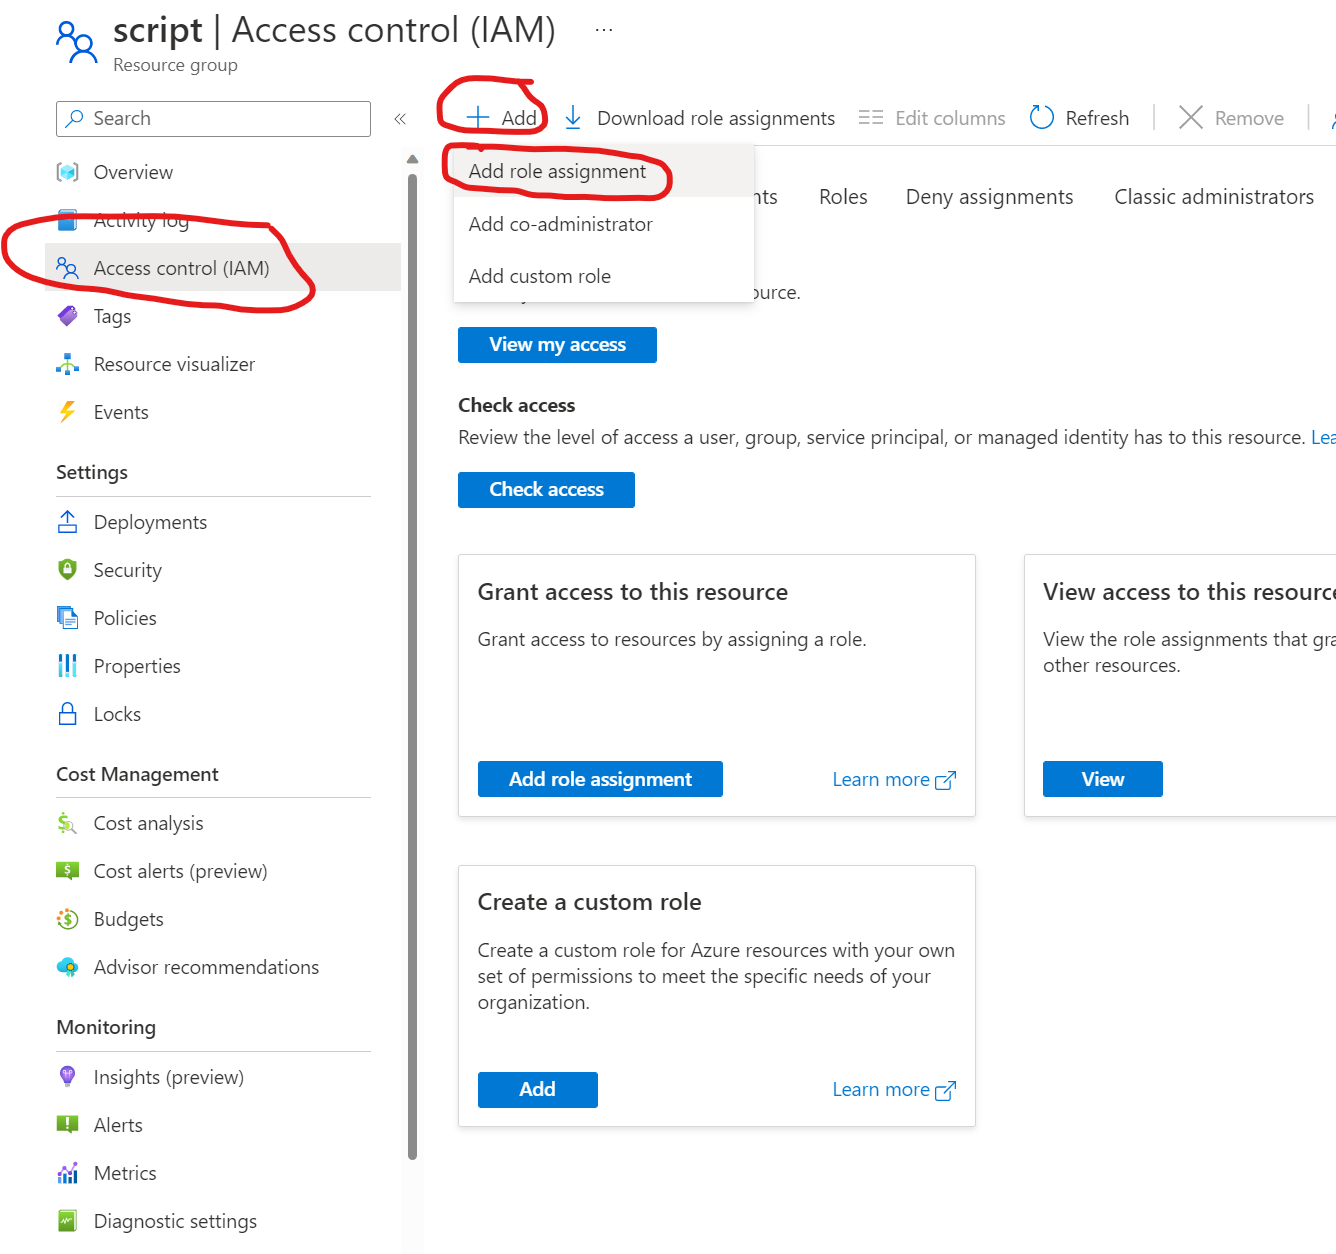 script | Access control (IAM) ...
Resource group
Search
«
Add
Download role assignments
Edit columns
Refresh
Remove
Overview
Activity log
Access control (IAM)
Tags
Resource visualizer
Events
Settings
Deployments
Security
Policies
Properties
Locks
Cost Management
Cost analysis
Cost alerts (preview)
Budgets
Advisor recommendations
Monitoring
Insights (preview)
Alerts
Metrics
Diagnostic settings
Add role assignment
Add co-administrator
Add custom role
nts
Roles
Deny assignments
Classic administrators
ource.
View my access
Check access
Review the level of access a user, group, service principal, or managed identity has to this resource. Lea
Check access
Grant access to this resource
Grant access to resources by assigning a role.
Add role assignment
Learn more
View access to this resource
View the role assignments that gra
other resources.
View
Create a custom role
Create a custom role for Azure resources with your own
set of permissions to meet the specific needs of your
organization.
Add
Learn more